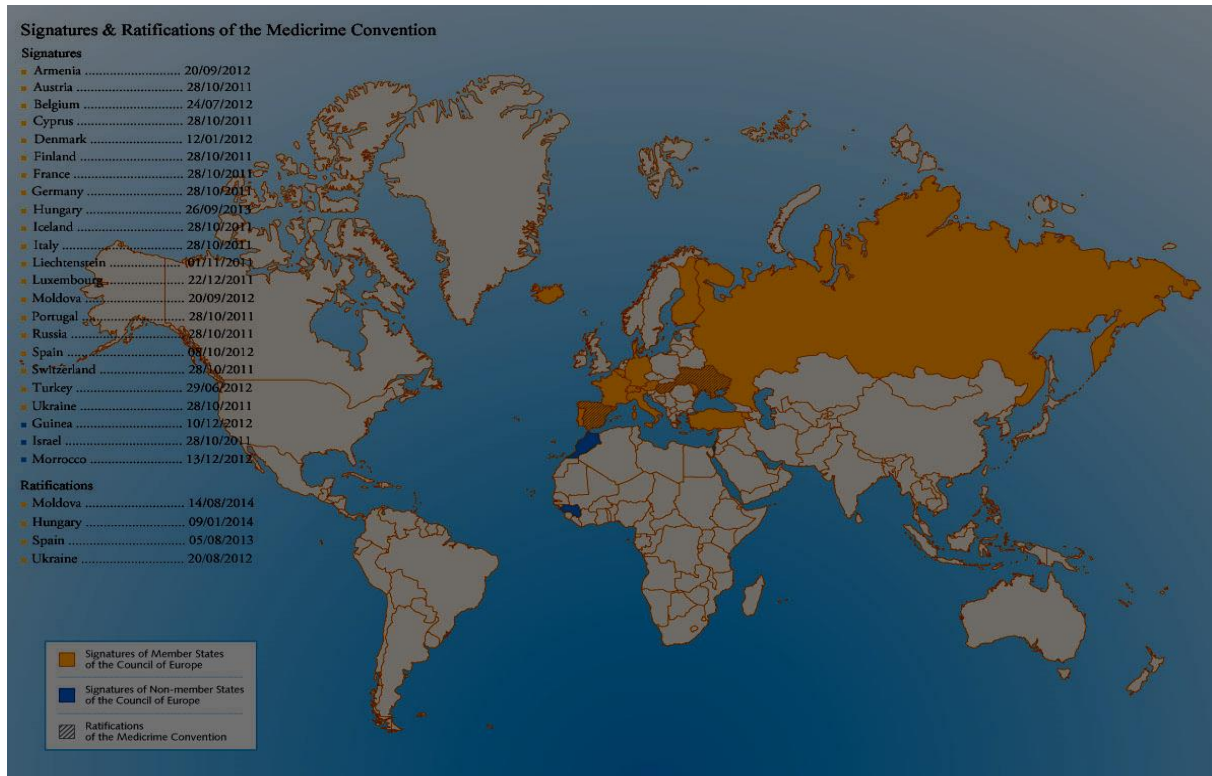 Signatures & Ratifications of the Medicrime Convention
Signatures
Armenia ............................ 20/09/2012
Austria ............................. 28/10/2011
Belgium ............................ 24/07/2012
Cyprus .............................. 28/10/2011
Denmark .......................... 12/01/2012
Finland ............................. 28/10/2011
France ............................... 28/10/2011
Germany .......................... 28/10/2011
Hungary ........................... 26/09/2013
Iceland .............................. 28/10/2011
Italy ................................... 28/10/2011
Liechtenstein ................... 01/11/2011
Luxembourg ..................... 22/12/2011
Moldova ........................... 20/09/2012
Portugal ............................ 28/10/2011
Russia ................................ 28/10/2011
Spain ................................. 08/10/2012
Switzerland ...................... 28/10/2011
Turkey .............................. 29/06/2012
Ukraine ............................. 28/10/2011
Guinea .............................. 10/12/2012
Israel ................................. 28/10/2011
Morrocco .......................... 13/12/2012
Ratifications
Moldova ........................... 14/08/2014
Hungary ........................... 09/01/2014
Spain ................................. 05/08/2013
Ukraine ............................. 20/08/2012
Signatures of Member States
of the Council of Europe
Signatures of Non-member States
of the Council of Europe
Ratifications
of the Medicrime Convention